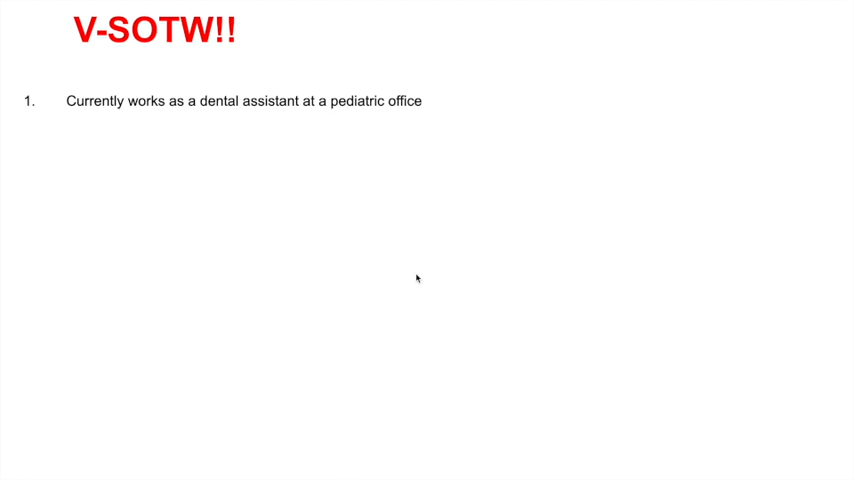 V-SOTW!!
1. Currently works as a dental assistant at a pediatric office